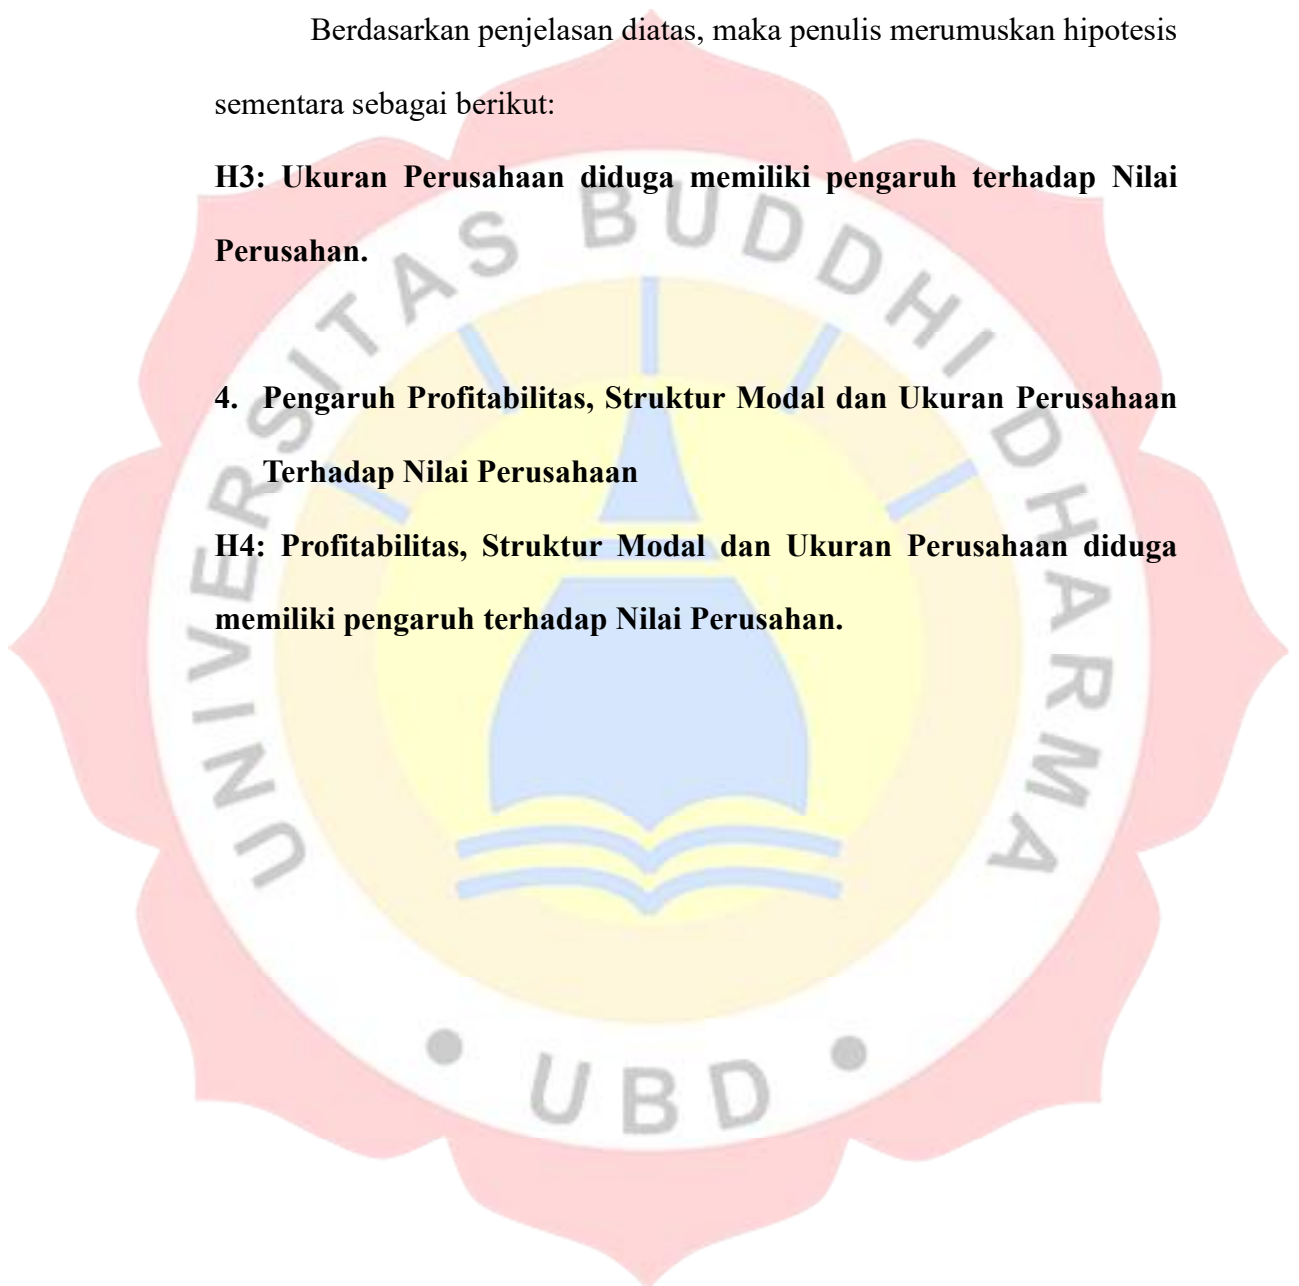 Berdasarkan penjelasan diatas, maka penulis merumuskan hipotesis
sementara sebagai berikut:
H3: Ukuran Perusahaan diduga memiliki pengaruh terhadap Nilai
Perusahan.
4. Pengaruh Profitabilitas, Struktur Modal dan Ukuran Perusahaan
Terhadap Nilai Perusahaan
H4: Profitabilitas, Struktur Modal dan Ukuran Perusahaan diduga
memiliki pengaruh terhadap Nilai Perusahan.
UNIVERSITAS BUDDHI DHARMA
UBD